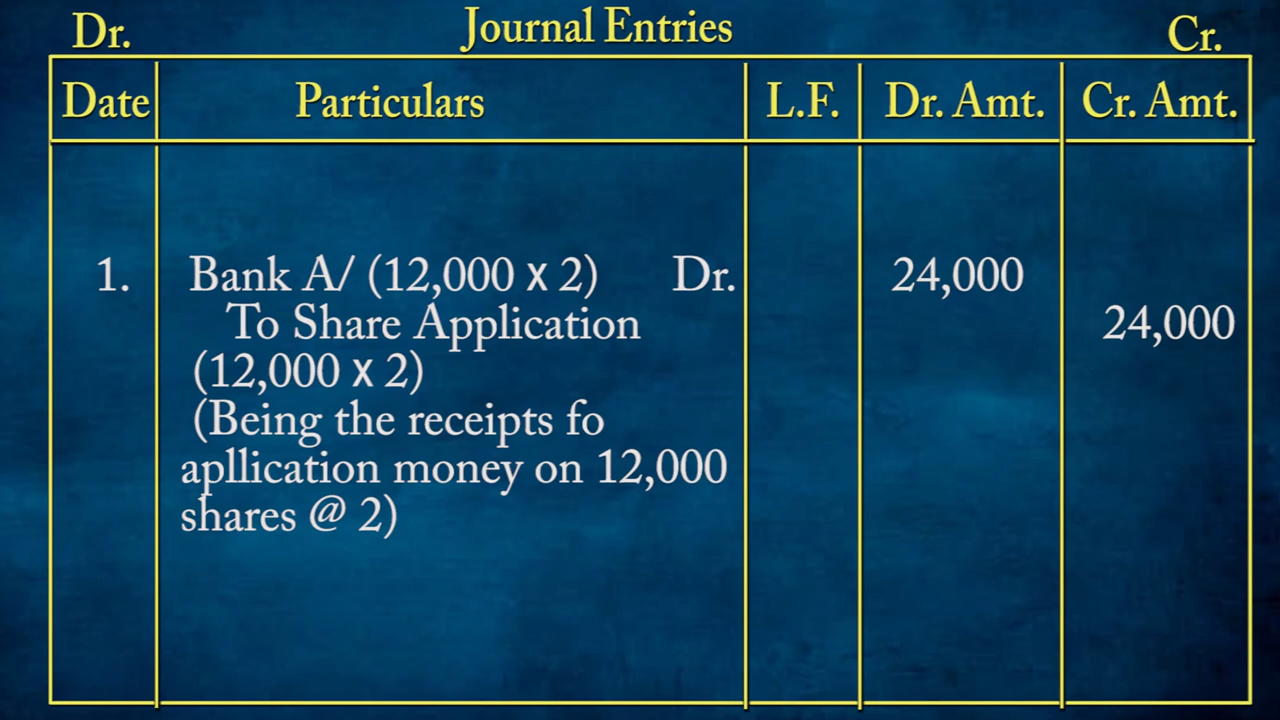 Dr. Journal Entries Cr.
Date Particulars L.F. Dr. Amt. Cr. Amt.
1. Bank A/ (12,000 x 2) Dr. 24,000
To Share Application 24,000
(12,000 x 2)
(Being the receipts fo
apllication money on 12,000
shares @ 2)